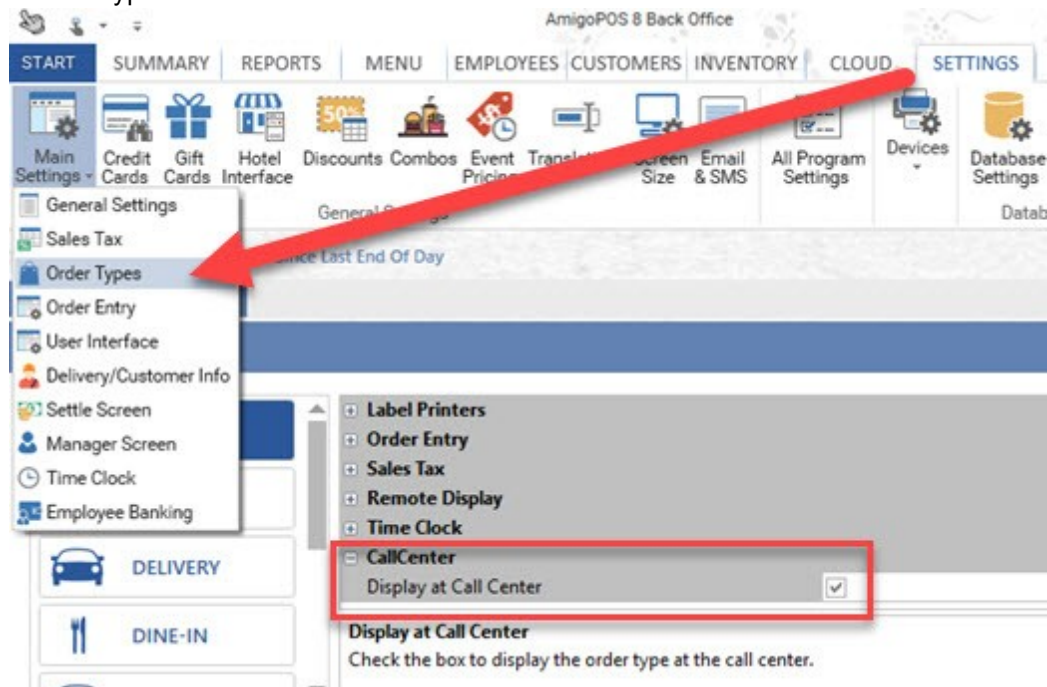 AmigoPOS 8 Back Office
START SUMMARY REPORTS MENU EMPLOYEES CUSTOMERS INVENTORY CLOUD SETTINGS
Main Settings Credit Cards Gift Cards Hotel Interface Discounts Combos Event Screen Size Email & SMS All Program Settings Devices Database Settings
General
Last End Of Day
General Settings
Sales Tax
Order Types
Order Entry
User Interface
Delivery/Customer Info
Settle Screen
Manager Screen
Time Clock
Employee Banking
DELIVERY
DINE-IN
Label Printers
Order Entry
Sales Tax
Remote Display
Time Clock
CallCenter
Display at Call Center
Display at Call Center
Check the box to display the order type at the call center.